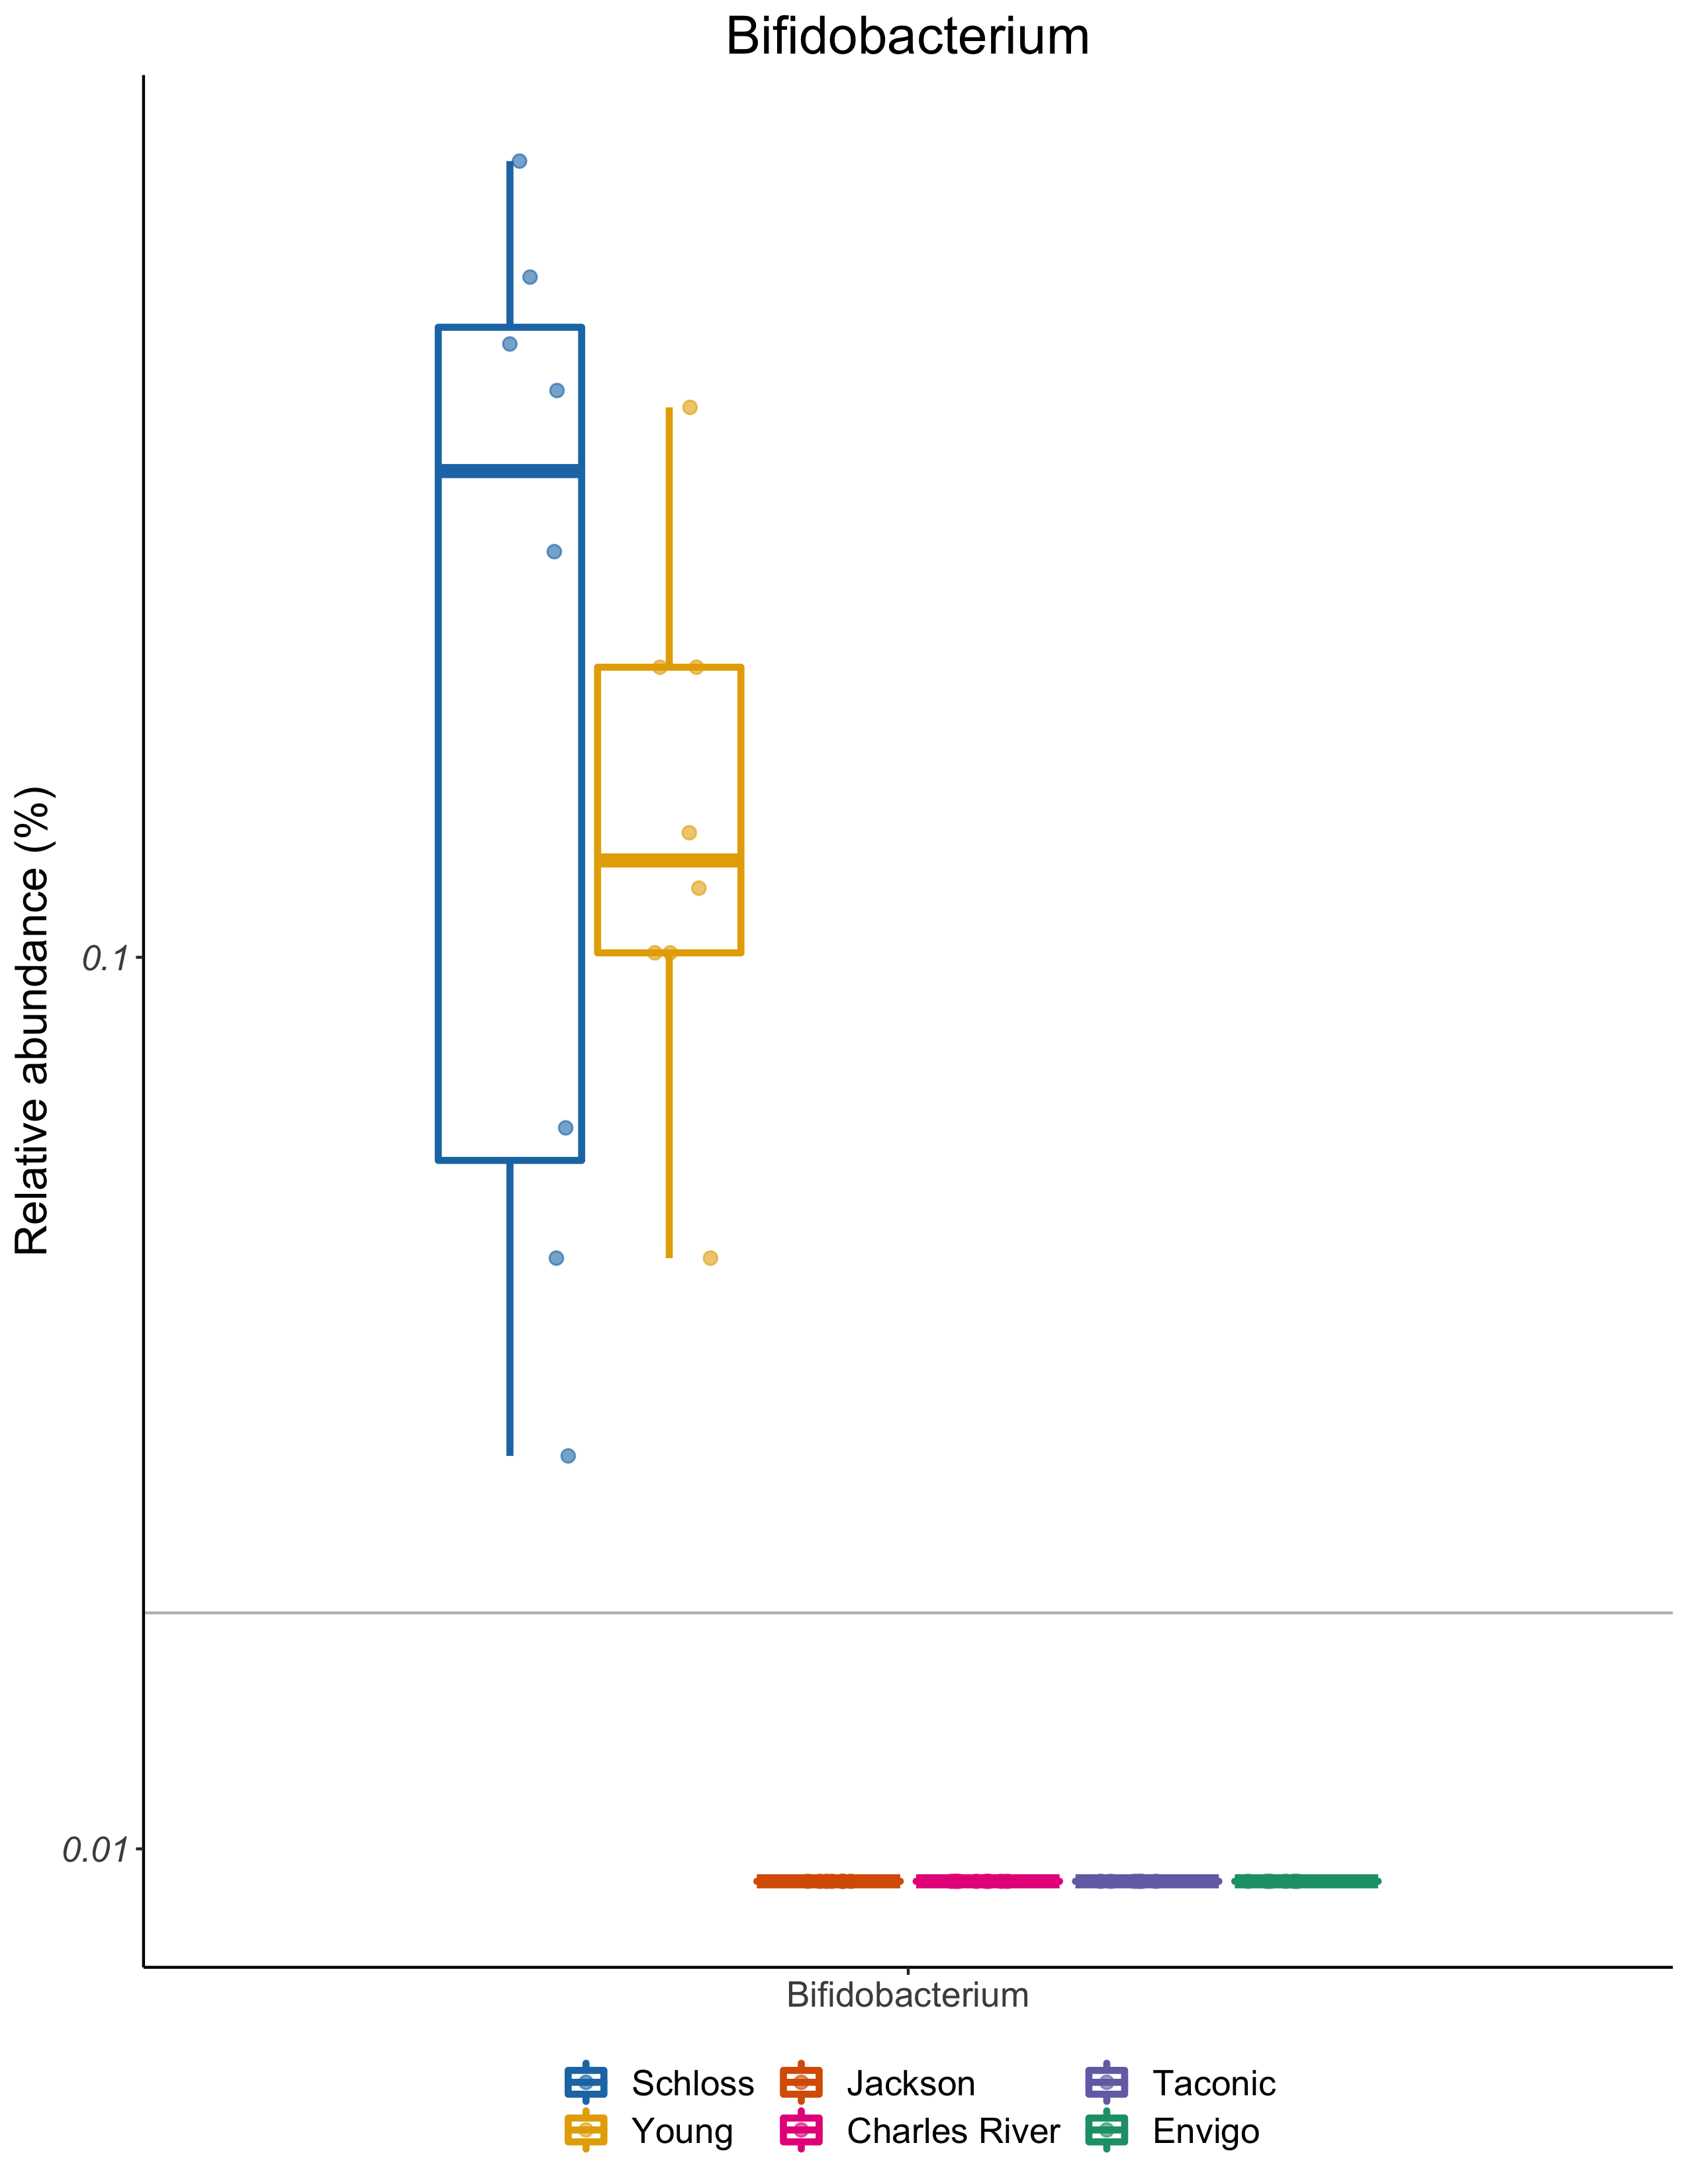 Bifidobacterium
Relative abundance (%)
0.1
0.01
Bifidobacterium
Schloss Jackson Taconic
Young Charles River Envigo